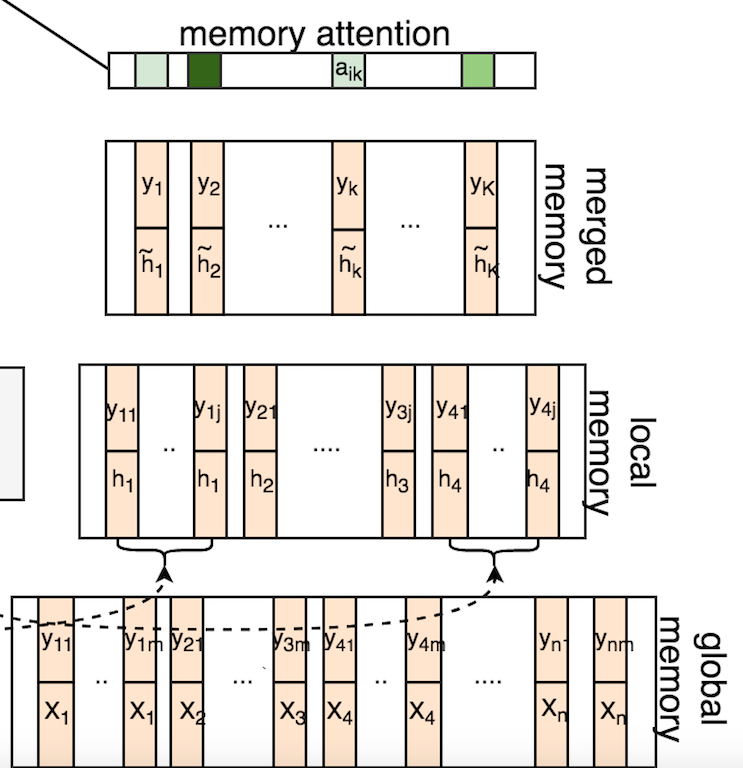 memory attention
aik
y1 y2 yk yK
... ...
h̃1 h̃2 h̃k h̃K
merged
memory
y11 y1j y21 y3j y41 y4j
.. .... ..
h1 h1 h2 h3 h4 h4
local
memory
y11 y1m y21 y3m y41 y4m yn1 ynm
.. ... .. ....
X1 X1 X2 X3 X4 X4 Xn Xn
global
memory